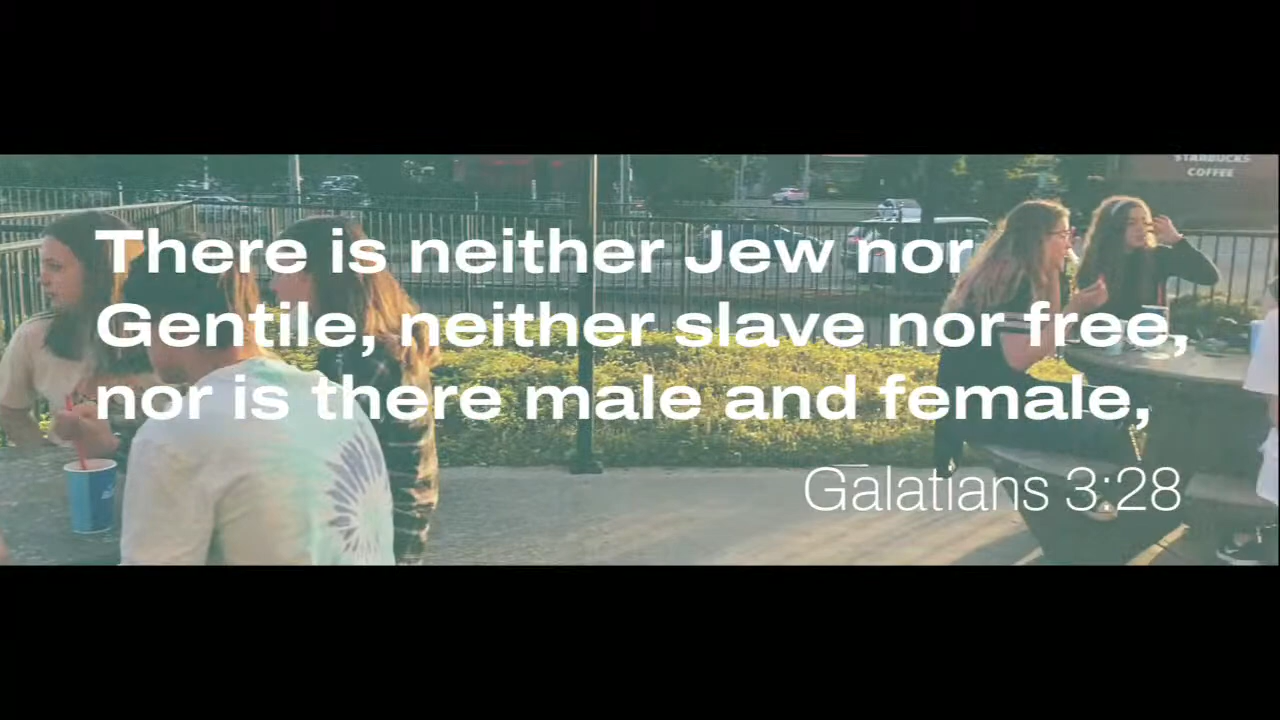 STARBUCKS
COFFEE
There is neither Jew nor
Gentile, neither slave nor free,
nor is there male and female,
Galatians 3:28